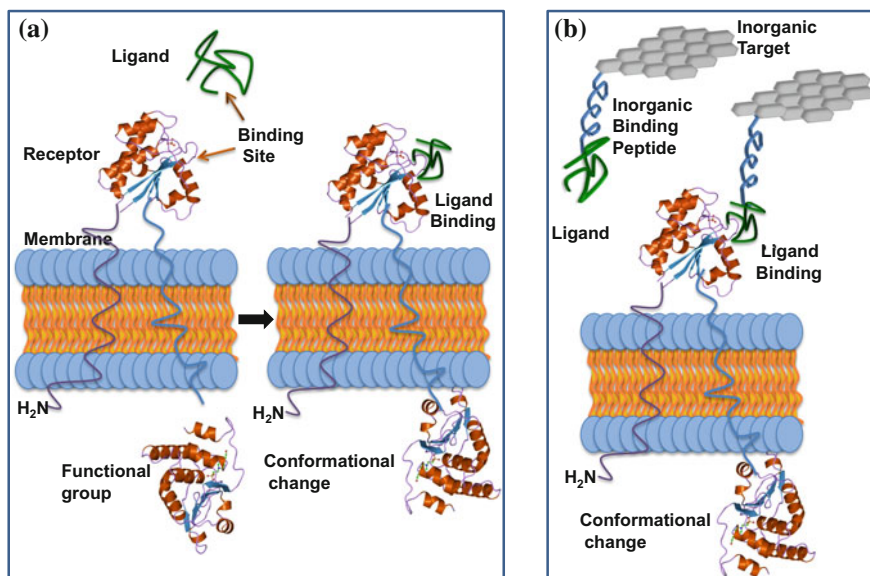 (a)
Ligand
Binding
Site
Receptor
Membrane
H₂N
Functional
group
Ligand
Binding
H₂N
Conformational
change
(b)
Inorganic
Target
Inorganic
Binding
Peptide
Ligand
Ligand
Binding
H₂N
Conformational
change